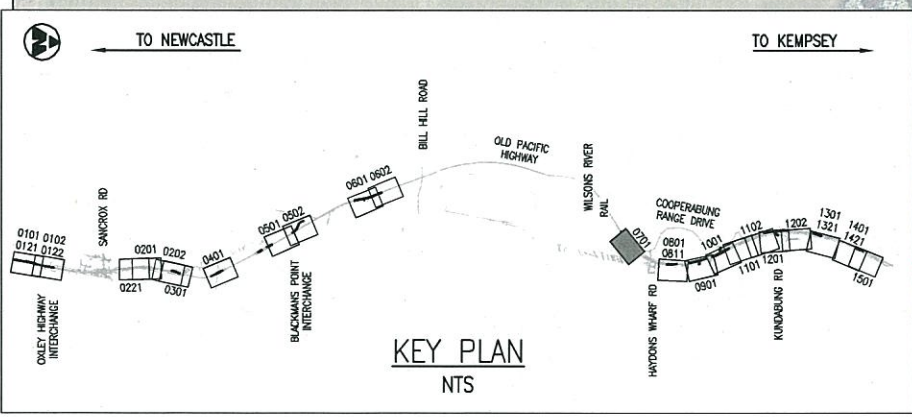 TO NEWCASTLE
TO KEMPSEY
0101 0102
0121 0122
OXLEY HIGHWAY
INTERCHANGE
SANCROX RD
0201 0202
0221 0301
0401
0501 0502
BLACKMANS POINT
INTERCHANGE
0601 0602
BILL HILL ROAD
OLD PACIFIC
HIGHWAY
WILSONS RIVER
RAIL
0701
HAYDONS WHARF RD
COOPERABUNG
RANGE DRIVE
0801
0811
0901
1001
1101
1102
1201
1202
KUNDABUNG RD
1301
1321
1401
1421
1501
KEY PLAN
NTS